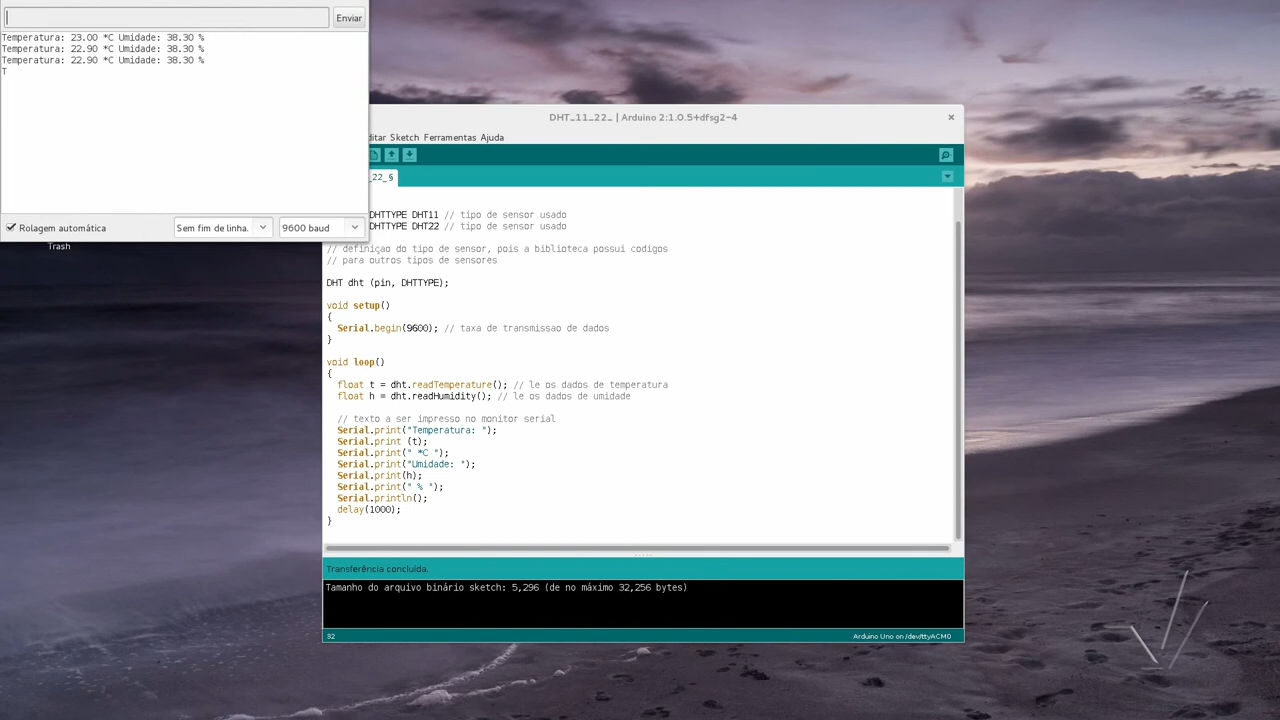 Enviar
Temperatura: 23.00 *C Umidade: 38.30 %
Temperatura: 22.90 *C Umidade: 38.30 %
Temperatura: 22.90 *C Umidade: 38.30 %
T
Rolagem automática
Sem fim de linha.
9600 baud
Trash
DHT_11_22_ | Arduino 2:1.0.5+dfsg2-4
ditar Sketch Ferramentas Ajuda
_22_ §
DHTTYPE DHT11 // tipo de sensor usado
DHTTYPE DHT22 // tipo de sensor usado
// definiçao do tipo de sensor, pois a biblioteca possui codigos
// para outros tipos de sensores
DHT dht (pin, DHTTYPE);
void setup()
{
Serial.begin(9600); // taxa de transmissao de dados
}
void loop()
{
float t = dht.readTemperature(); // le os dados de temperatura
float h = dht.readHumidity(); // le os dados de umidade
// texto a ser impresso no monitor serial
Serial.print("Temperatura: ");
Serial.print (t);
Serial.print(" *C ");
Serial.print("Umidade: ");
Serial.print(h);
Serial.print(" % ");
Serial.println();
delay(1000);
}
Transferência concluída.
Tamanho do arquivo binário sketch: 5,296 (de no máximo 32,256 bytes)
32
Arduino Uno on /dev/ttyACM0